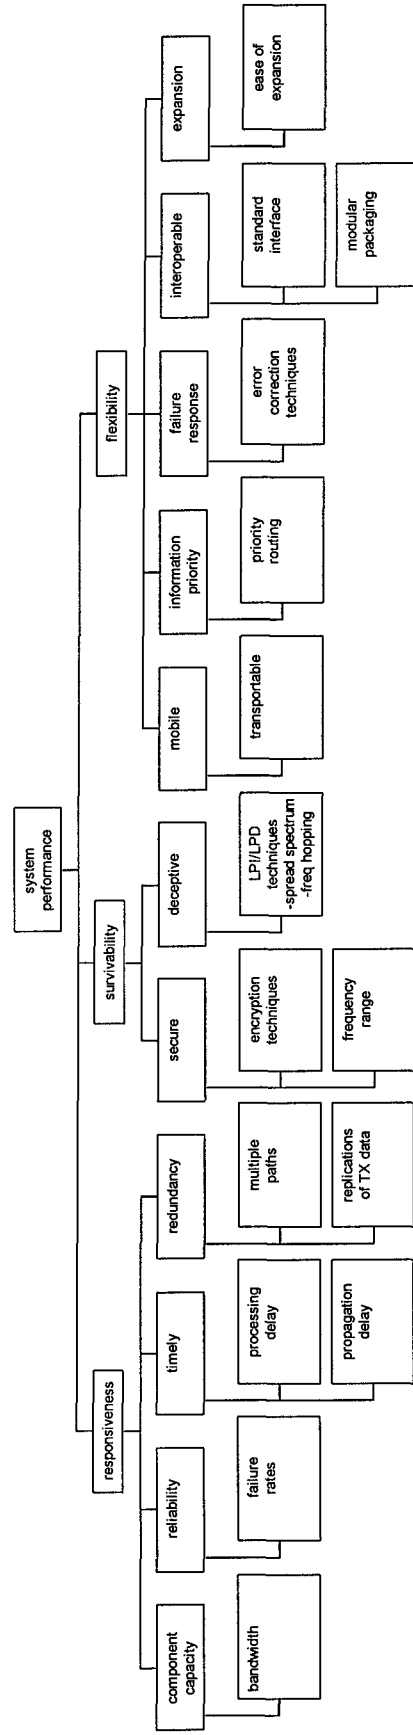 system
performance
responsiveness
survivability
flexibility
component
capacity
reliability
timely
redundancy
secure
deceptive
mobile
information
priority
failure
response
interoperable
expansion
bandwidth
failure
rates
processing
delay
multiple
paths
encryption
techniques
LPI/LPD
techniques
-spread spectrum
-freq hopping
transportable
priority
routing
error
correction
techniques
standard
interface
ease of
expansion
propagation
delay
replications
of TX data
frequency
range
modular
packaging